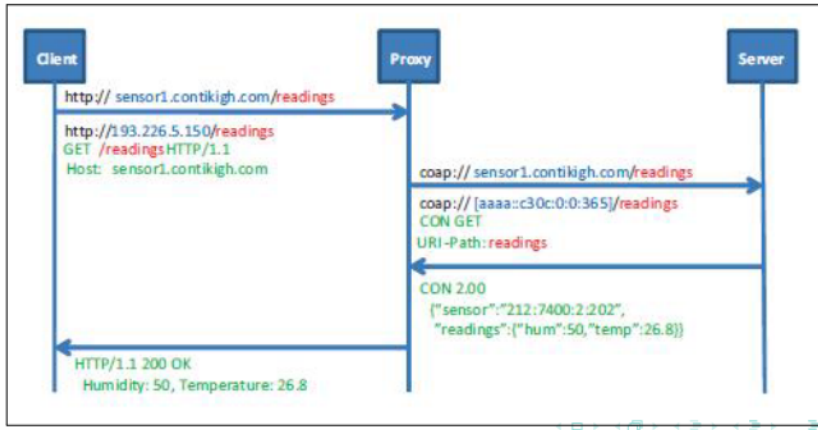 Client
Proxy
Server
http:// sensor1.contikigh.com/readings
http://193.226.5.150/readings
GET /readings HTTP/1.1
Host: sensor1.contikigh.com
coap:// sensor1.contikigh.com/readings
coap:// [aaaa::c30c:0:0:365]/readings
CON GET
URI-Path: readings
CON 2.00
{"sensor":"212:7400:2:202",
"readings":{"hum":50,"temp":26.8}}
HTTP/1.1 200 OK
Humidity: 50, Temperature: 26.8